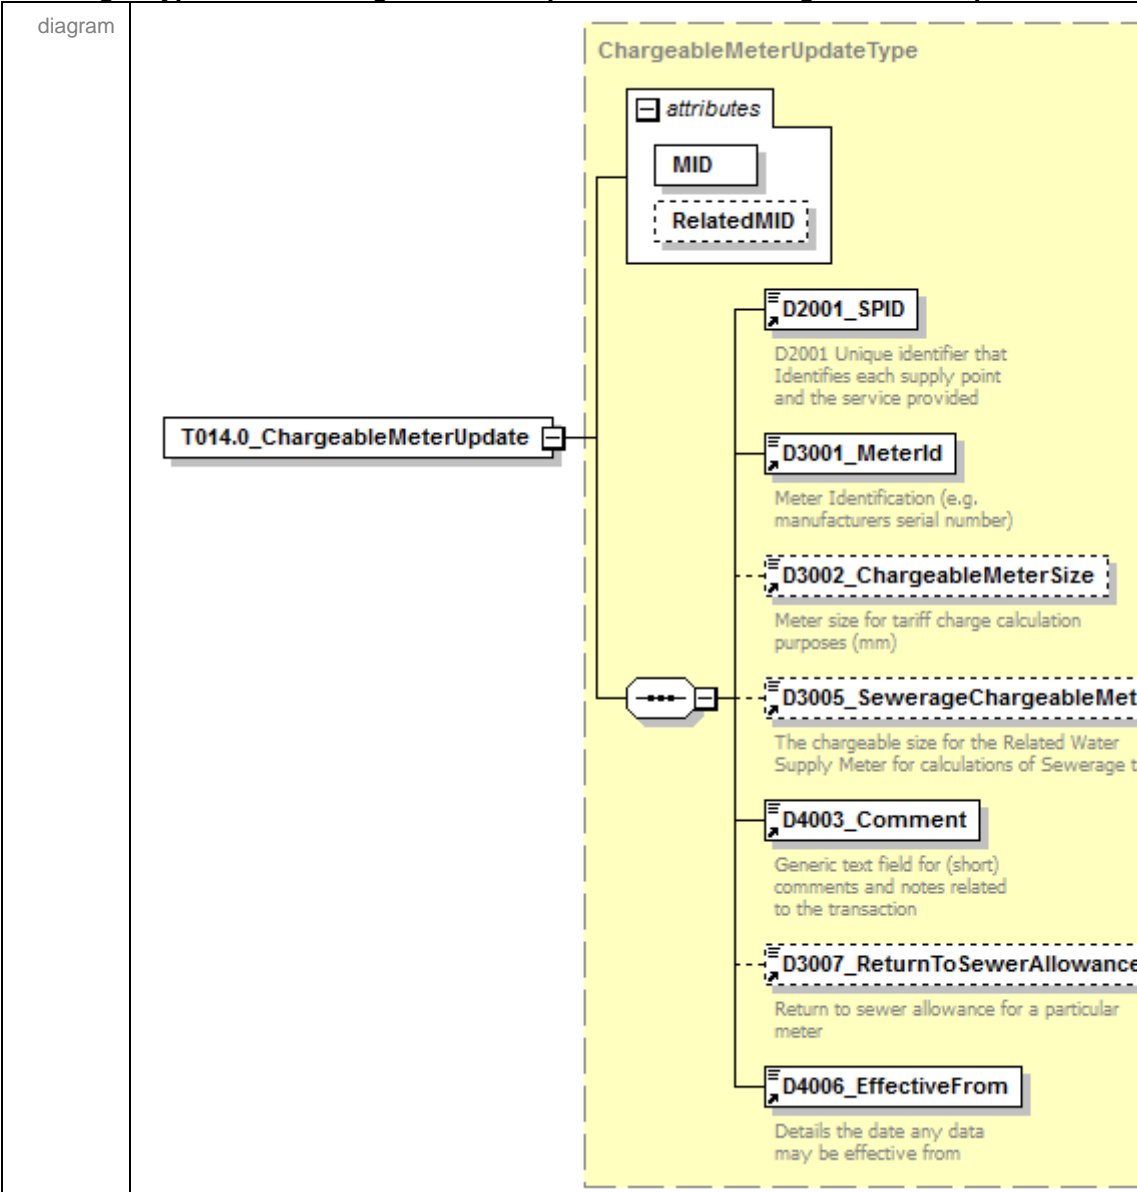 diagram
ChargeableMeterUpdateType
attributes
MID
RelatedMID
D2001_SPID
D2001 Unique identifier that
Identifies each supply point
and the service provided
T014.0_ChargeableMeterUpdate
D3001_MeterId
Meter Identification (e.g.
manufacturers serial number)
D3002_ChargeableMeterSize
Meter size for tariff charge calculation
purposes (mm)
D3005_SewerageChargeableMet
The chargeable size for the Related Water
Supply Meter for calculations of Sewerage t
D4003_Comment
Generic text field for (short)
comments and notes related
to the transaction
D3007_ReturnToSewerAllowance
Return to sewer allowance for a particular
meter
D4006_EffectiveFrom
Details the date any data
may be effective from